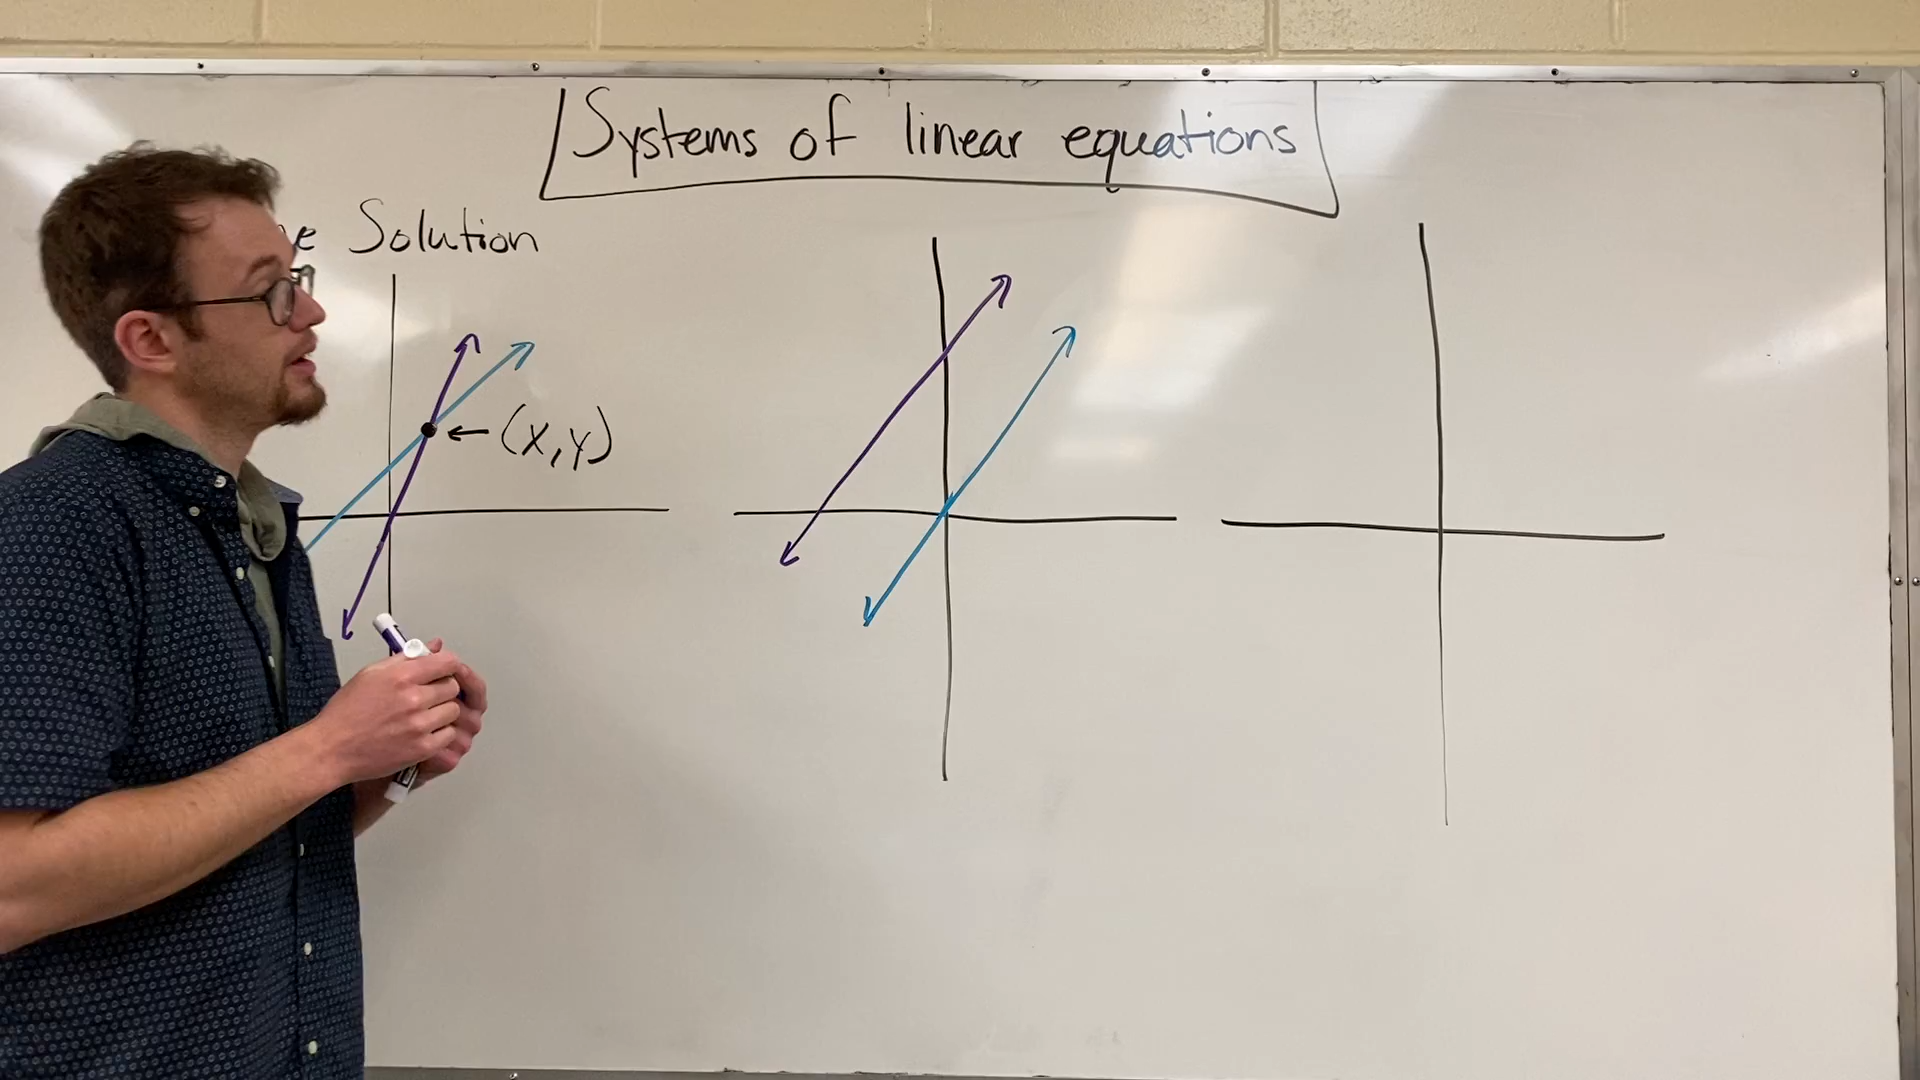 Systems of linear equations
Solution
(x,y)